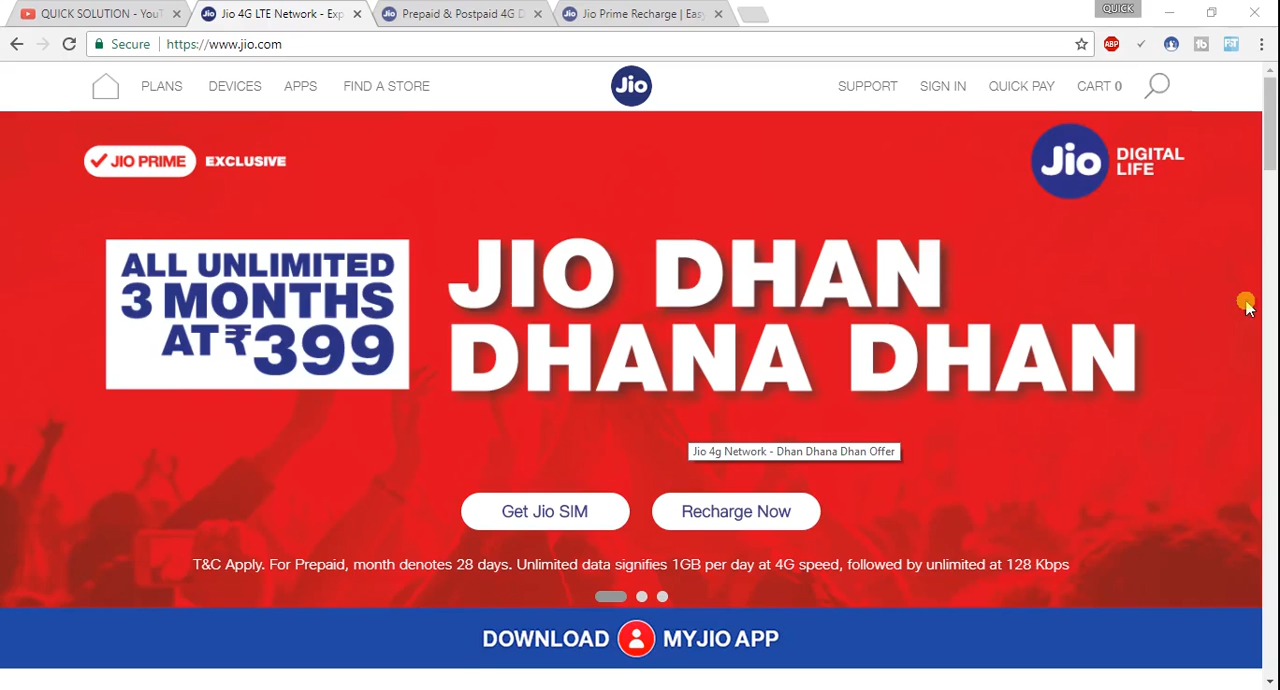 QUICK SOLUTION - You
Jio 4G LTE Network - Exp
Prepaid & Postpaid 4G D
Jio Prime Recharge | Eas
QUICK
Secure
https://www.jio.com
ABP
PLANS
DEVICES
APPS
FIND A STORE
Jio
SUPPORT
SIGN IN
QUICK PAY
CART 0
JIO PRIME EXCLUSIVE
Jio DIGITAL
LIFE
ALL UNLIMITED
3 MONTHS
AT ₹399
JIO DHAN
DHANA DHAN
Jio 4g Network - Dhan Dhana Dhan Offer
Get Jio SIM
Recharge Now
T&C Apply. For Prepaid, month denotes 28 days. Unlimited data signifies 1GB per day at 4G speed, followed by unlimited at 128 Kbps
DOWNLOAD MYJIO APP